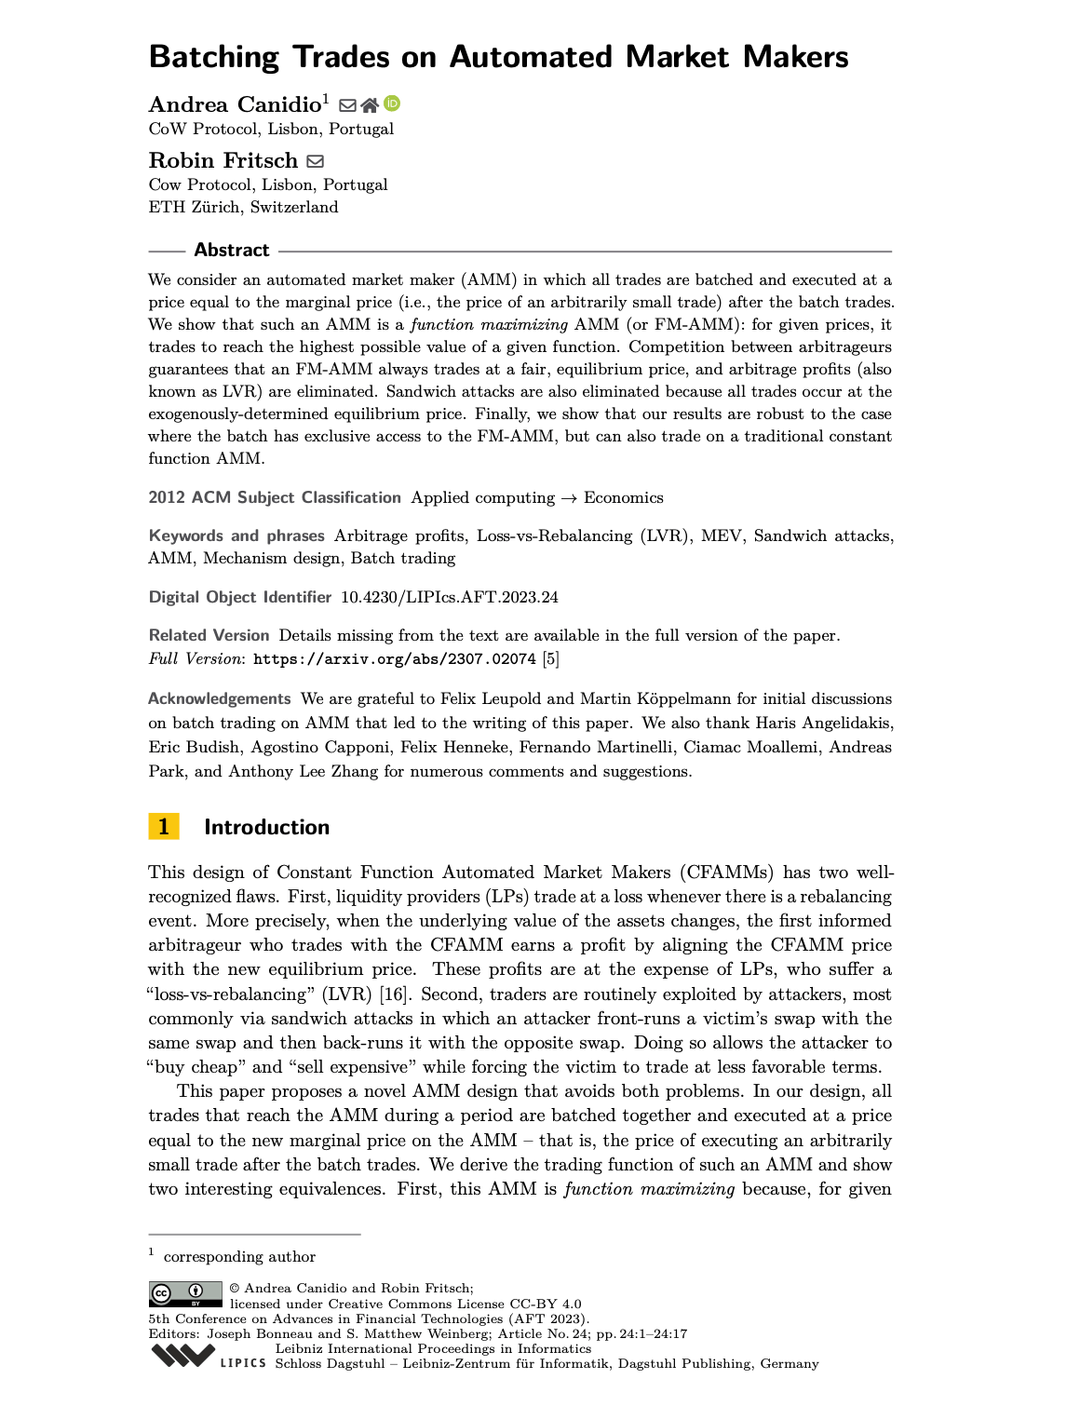 Batching Trades on Automated Market Makers
Andrea Canidio1
CoW Protocol, Lisbon, Portugal
Robin Fritsch
Cow Protocol, Lisbon, Portugal
ETH Zürich, Switzerland
Abstract
We consider an automated market maker (AMM) in which all trades are batched and executed at a
price equal to the marginal price (i.e., the price of an arbitrarily small trade) after the batch trades.
We show that such an AMM is a function maximizing AMM (or FM-AMM): for given prices, it
trades to reach the highest possible value of a given function. Competition between arbitrageurs
guarantees that an FM-AMM always trades at a fair, equilibrium price, and arbitrage profits (also
known as LVR) are eliminated. Sandwich attacks are also eliminated because all trades occur at the
exogenously-determined equilibrium price. Finally, we show that our results are robust to the case
where the batch has exclusive access to the FM-AMM, but can also trade on a traditional constant
function AMM.
2012 ACM Subject Classification Applied computing → Economics
Keywords and phrases Arbitrage profits, Loss-vs-Rebalancing (LVR), MEV, Sandwich attacks,
AMM, Mechanism design, Batch trading
Digital Object Identifier 10.4230/LIPIcs.AFT.2023.24
Related Version Details missing from the text are available in the full version of the paper.
Full Version: https://arxiv.org/abs/2307.02074 [5]
Acknowledgements We are grateful to Felix Leupold and Martin Köppelmann for initial discussions
on batch trading on AMM that led to the writing of this paper. We also thank Haris Angelidakis,
Eric Budish, Agostino Capponi, Felix Henneke, Fernando Martinelli, Ciamac Moallemi, Andreas
Park, and Anthony Lee Zhang for numerous comments and suggestions.
1 Introduction
This design of Constant Function Automated Market Makers (CFAMMs) has two well-
recognized flaws. First, liquidity providers (LPs) trade at a loss whenever there is a rebalancing
event. More precisely, when the underlying value of the assets changes, the first informed
arbitrageur who trades with the CFAMM earns a profit by aligning the CFAMM price
with the new equilibrium price. These profits are at the expense of LPs, who suffer a
“loss-vs-rebalancing” (LVR) [16]. Second, traders are routinely exploited by attackers, most
commonly via sandwich attacks in which an attacker front-runs a victim’s swap with the
same swap and then back-runs it with the opposite swap. Doing so allows the attacker to
“buy cheap” and “sell expensive” while forcing the victim to trade at less favorable terms.
This paper proposes a novel AMM design that avoids both problems. In our design, all
trades that reach the AMM during a period are batched together and executed at a price
equal to the new marginal price on the AMM – that is, the price of executing an arbitrarily
small trade after the batch trades. We derive the trading function of such an AMM and show
two interesting equivalences. First, this AMM is function maximizing because, for given
1 corresponding author
© Andrea Canidio and Robin Fritsch;
licensed under Creative Commons License CC-BY 4.0
5th Conference on Advances in Financial Technologies (AFT 2023).
Editors: Joseph Bonneau and S. Matthew Weinberg; Article No. 24; pp. 24:1–24:17
Leibniz International Proceedings in Informatics
LIPICS Schloss Dagstuhl – Leibniz-Zentrum für Informatik, Dagstuhl Publishing, Germany